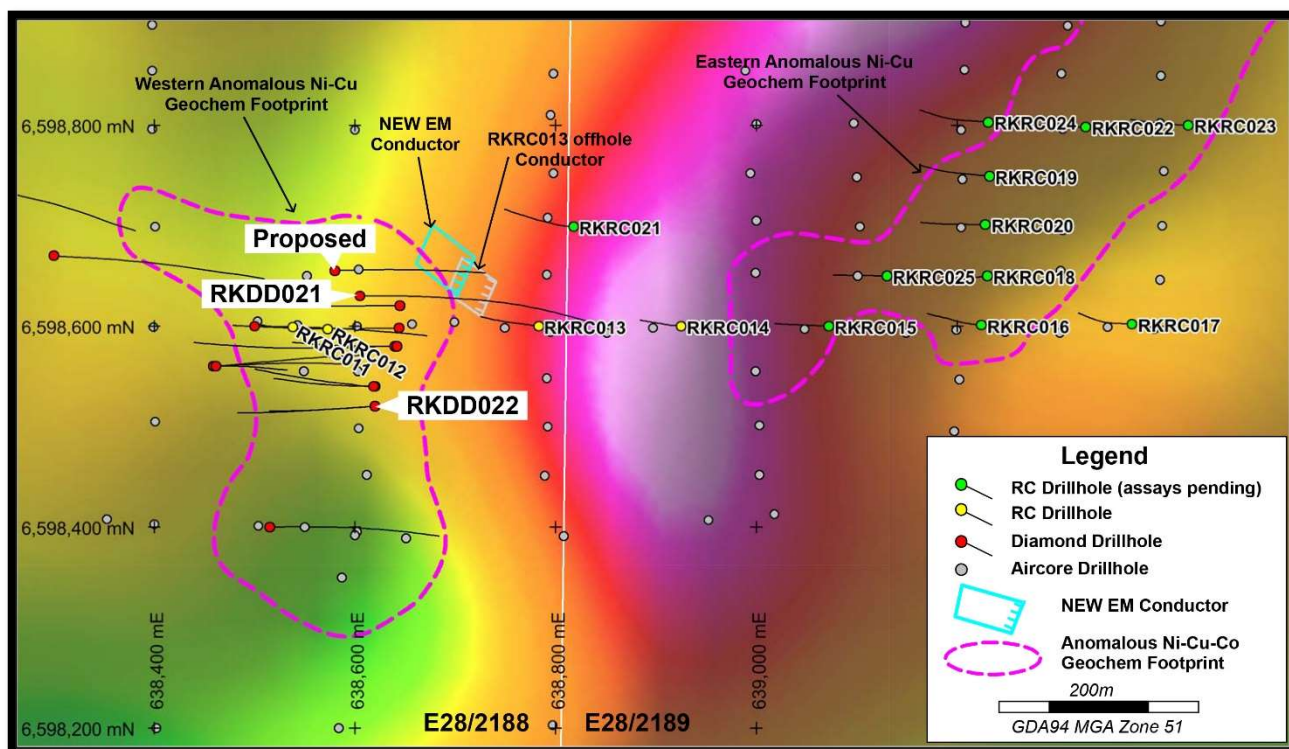 Western Anomalous Ni-Cu
Geochem Footprint
NEW EM
Conductor
RKRC013 offhole
Conductor
Eastern Anomalous Ni-Cu
Geochem Footprint
6,598,800 mN
RKRC024
RKRC022
RKRC023
RKRC019
RKRC021
RKRC020
Proposed
RKRC025
RKRC018
RKDD021
6,598,600 mN
RKRC011
RKRC012
RKRC013
RKRC014
RKRC015
RKRC016
RKRC017
RKDD022
6,598,400 mN
638,400 mE
638,600 mE
638,800 mE
639,000 mE
6,598,200 mN
E28/2188
E28/2189
Legend
RC Drillhole (assays pending)
RC Drillhole
Diamond Drillhole
Aircore Drillhole
NEW EM Conductor
Anomalous Ni-Cu-Co
Geochem Footprint
200m
GDA94 MGA Zone 51